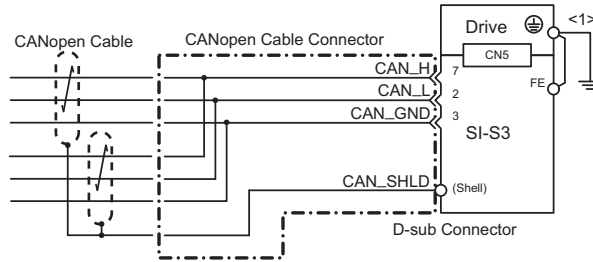 Drive
<1>
CANopen Cable
CANopen Cable Connector
CN5
CAN_H
7
FE
CAN_L
2
CAN_GND
3
SI-S3
CAN_SHLD
(Shell)
D-sub Connector